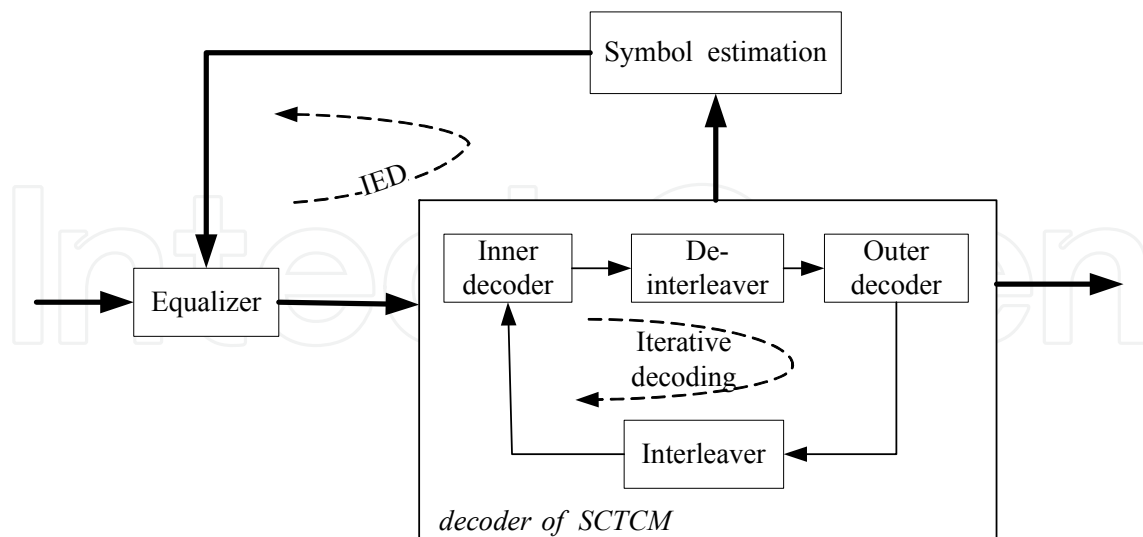 Symbol estimation
IED
Inner
decoder
De-
interleaver
Outer
decoder
Equalizer
Iterative
decoding
Interleaver
decoder of SCTCM